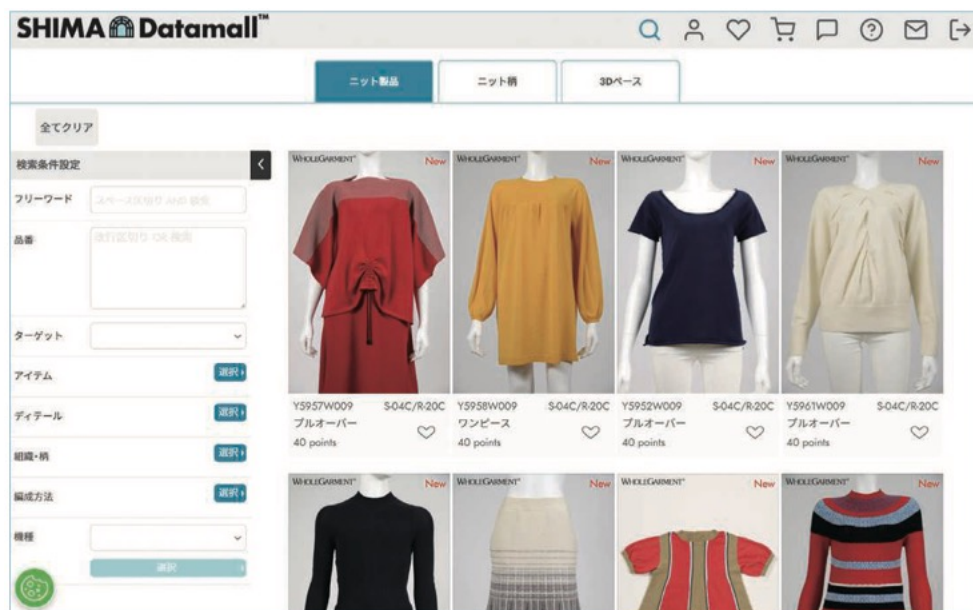 SHIMA Datamall™
ニット製品
ニット柄
3Dベース
全てクリア
検索条件設定
フリーワード
スペース区切り AND 検索
品番
改行区切り OR 検索
ターゲット
アイテム
選択
ディテール
選択
組織・柄
選択
編成方法
選択
機種
選択
WHOLEGARMENT® New
WHOLEGARMENT® New
WHOLEGARMENT® New
WHOLEGARMENT® New
Y5957W009 S-04C/R-20C
プルオーバー
40 points
Y5958W009 S-04C/R-20C
ワンピース
40 points
Y5952W009 S-04C/R-20C
プルオーバー
40 points
Y5961W009 S-04C/R-20C
プルオーバー
40 points
WHOLEGARMENT® New
WHOLEGARMENT® New
WHOLEGARMENT® New
WHOLEGARMENT® New